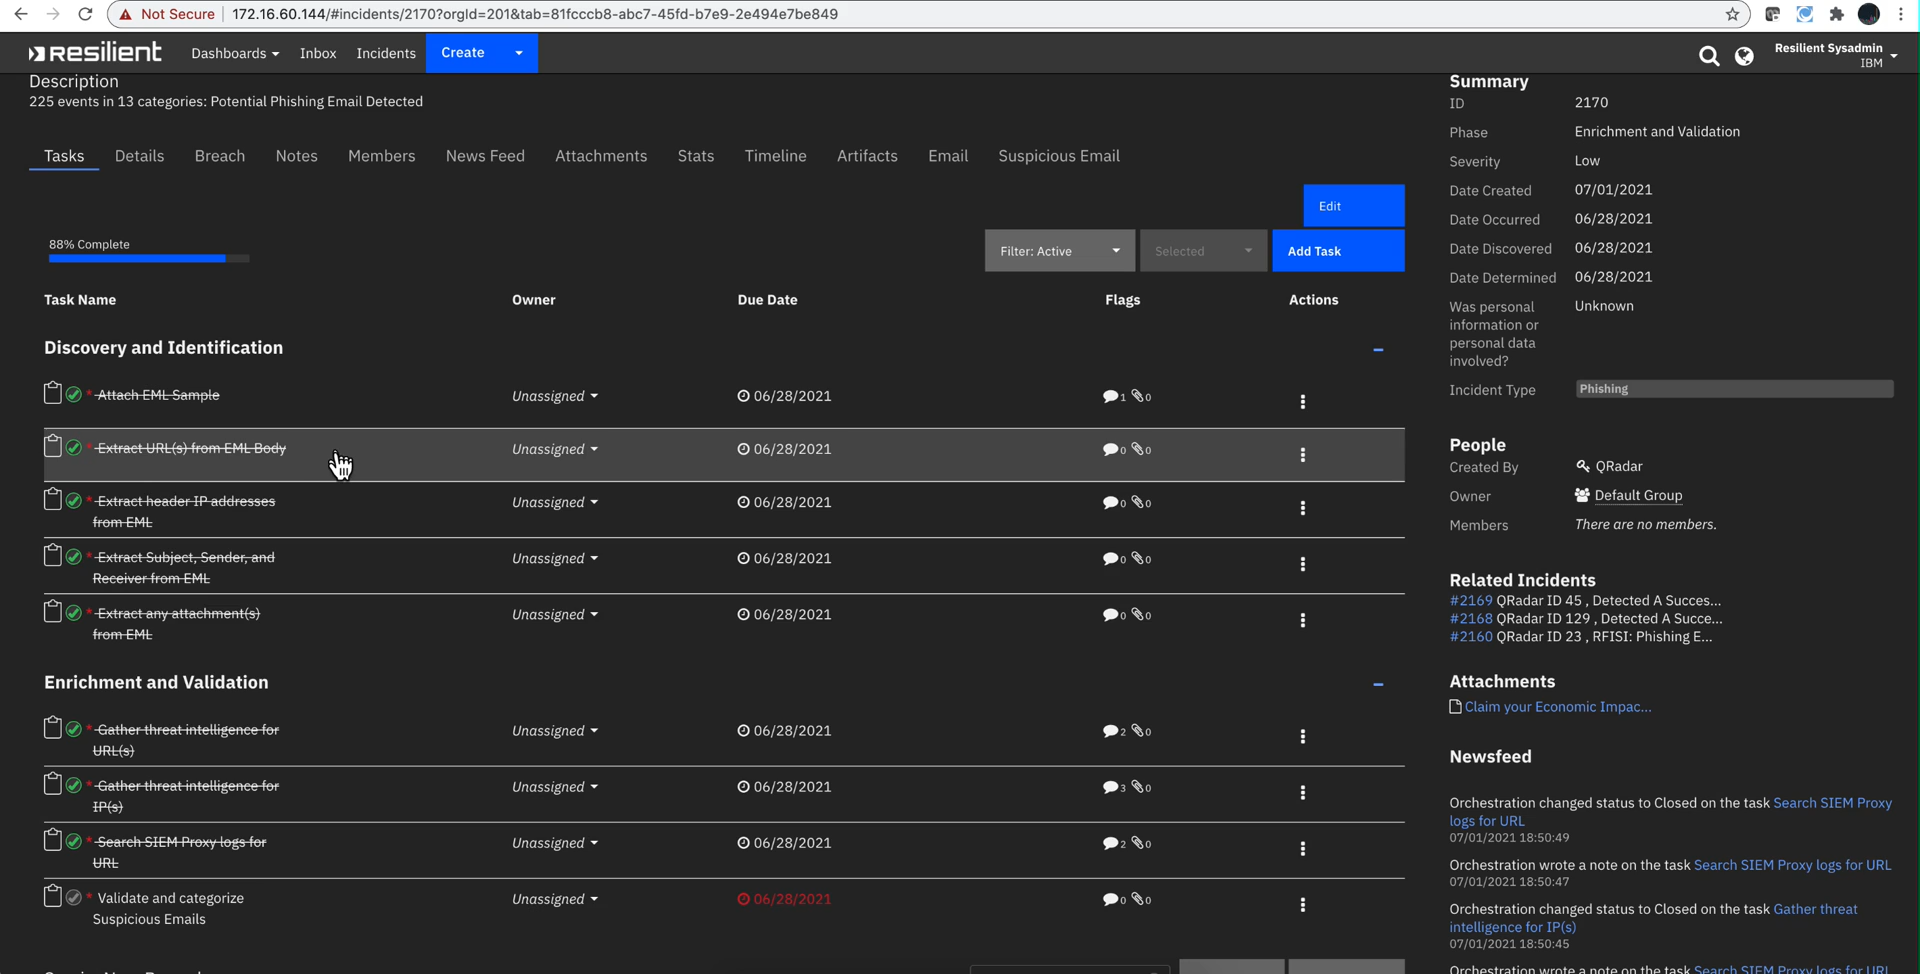 Not Secure 172.16.60.144/#incidents/2170?orgId=201&tab=81fcccb8-abc7-45fd-b7e9-2e494e7be849
resilient Dashboards Inbox Incidents Create Resilient Sysadmin
IBM
Description
225 events in 13 categories: Potential Phishing Email Detected
Tasks Details Breach Notes Members News Feed Attachments Stats Timeline Artifacts Email Suspicious Email
Edit
88% Complete
Filter: Active Selected Add Task
Task Name Owner Due Date Flags Actions
Discovery and Identification
* Attach EML Sample Unassigned 06/28/2021 1 0
* Extract URL(s) from EML Body Unassigned 06/28/2021 0 0
* Extract header IP addresses Unassigned 06/28/2021 0 0
from EML
* Extract Subject, Sender, and Unassigned 06/28/2021 0 0
Receiver from EML
* Extract any attachment(s) Unassigned 06/28/2021 0 0
from EML
Enrichment and Validation
* Gather threat intelligence for Unassigned 06/28/2021 2 0
URL(s)
* Gather threat intelligence for Unassigned 06/28/2021 3 0
IP(s)
* Search SIEM Proxy logs for Unassigned 06/28/2021 2 0
URL
* Validate and categorize Unassigned 06/28/2021 0 0
Suspicious Emails
Summary
ID 2170
Phase Enrichment and Validation
Severity Low
Date Created 07/01/2021
Date Occurred 06/28/2021
Date Discovered 06/28/2021
Date Determined 06/28/2021
Was personal Unknown
information or
personal data
involved?
Incident Type Phishing
People
Created By QRadar
Owner Default Group
Members There are no members.
Related Incidents
#2169 QRadar ID 45 , Detected A Succes...
#2168 QRadar ID 129 , Detected A Succe...
#2160 QRadar ID 23 , RFISI: Phishing E...
Attachments
Claim your Economic Impac...
Newsfeed
Orchestration changed status to Closed on the task Search SIEM Proxy
logs for URL
07/01/2021 18:50:49
Orchestration wrote a note on the task Search SIEM Proxy logs for URL
07/01/2021 18:50:47
Orchestration changed status to Closed on the task Gather threat
intelligence for IP(s)
07/01/2021 18:50:45
Orchestration wrote a note on the task Search SIEM Proxy logs for URL